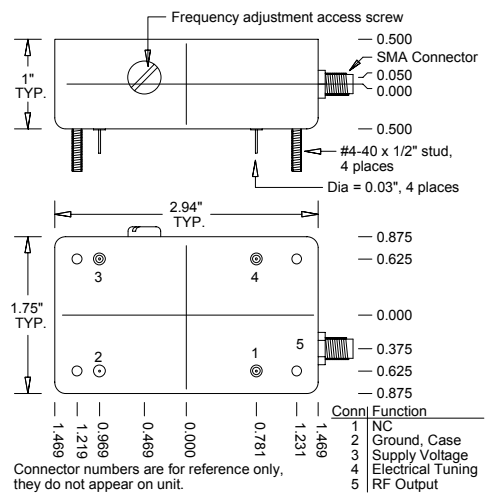 Frequency adjustment access screw
0.500
SMA Connector
0.050
0.000
1"
TYP.
0.500
#4-40 x 1/2" stud,
4 places
Dia = 0.03", 4 places
2.94"
TYP.
0.875
0.625
3
4
1.75"
TYP.
0.000
5
0.375
2
1
0.625
0.875
1.469
1.219
0.969
0.469
0.000
0.781
1.231
1.469
Conn Function
1 NC
2 Ground, Case
3 Supply Voltage
4 Electrical Tuning
5 RF Output
Connector numbers are for reference only,
they do not appear on unit.